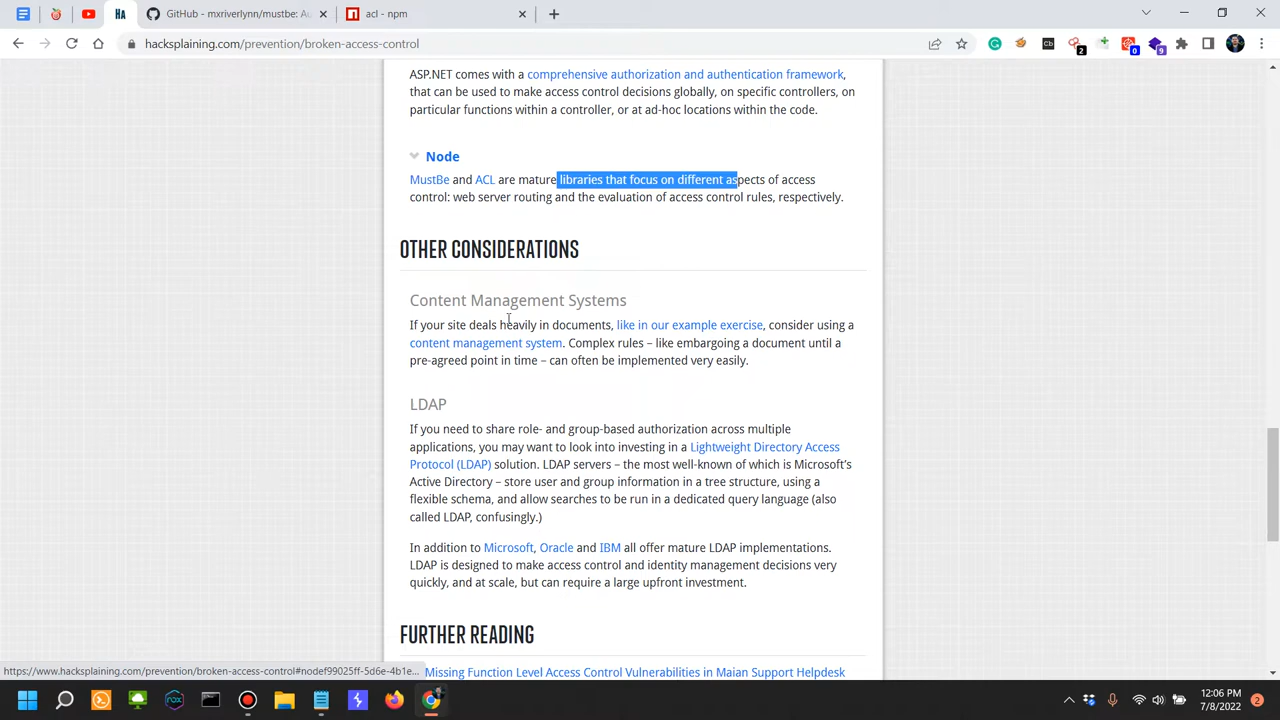 HA
GitHub - mxriverlynn/mustbe: Au
acl - npm
hacksplaining.com/prevention/broken-access-control
cb
2
0
9
ASP.NET comes with a comprehensive authorization and authentication framework,
that can be used to make access control decisions globally, on specific controllers, on
particular functions within a controller, or at ad-hoc locations within the code.
Node
MustBe and ACL are mature libraries that focus on different aspects of access
control: web server routing and the evaluation of access control rules, respectively.
OTHER CONSIDERATIONS
Content Management Systems
If your site deals heavily in documents, like in our example exercise, consider using a
content management system. Complex rules – like embargoing a document until a
pre-agreed point in time – can often be implemented very easily.
LDAP
If you need to share role- and group-based authorization across multiple
applications, you may want to look into investing in a Lightweight Directory Access
Protocol (LDAP) solution. LDAP servers – the most well-known of which is Microsoft's
Active Directory – store user and group information in a tree structure, using a
flexible schema, and allow searches to be run in a dedicated query language (also
called LDAP, confusingly.)
In addition to Microsoft, Oracle and IBM all offer mature LDAP implementations.
LDAP is designed to make access control and identity management decisions very
quickly, and at scale, but can require a large upfront investment.
FURTHER READING
https://www.hacksplaining.com/prevention/broken-access-control#nodef99025ff-5d6e-4b1e...
Missing Function Level Access Control Vulnerabilities in Maian Support Helpdesk
12:06 PM
7/8/2022
2